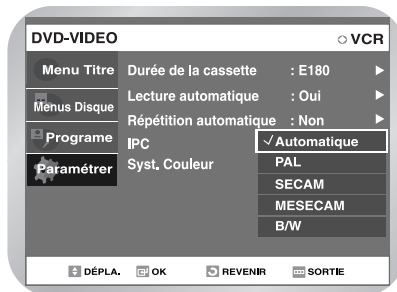 DVD-VIDEO VCR
Menu Titre Durée de la cassette : E180
Menus Disque Lecture automatique : Oui
Répétition automatique : Non
Programe IPC √Automatique
Paramétrer Syst. Couleur PAL
SECAM
MESECAM
B/W
DÉPLA. OK REVENIR SORTIE